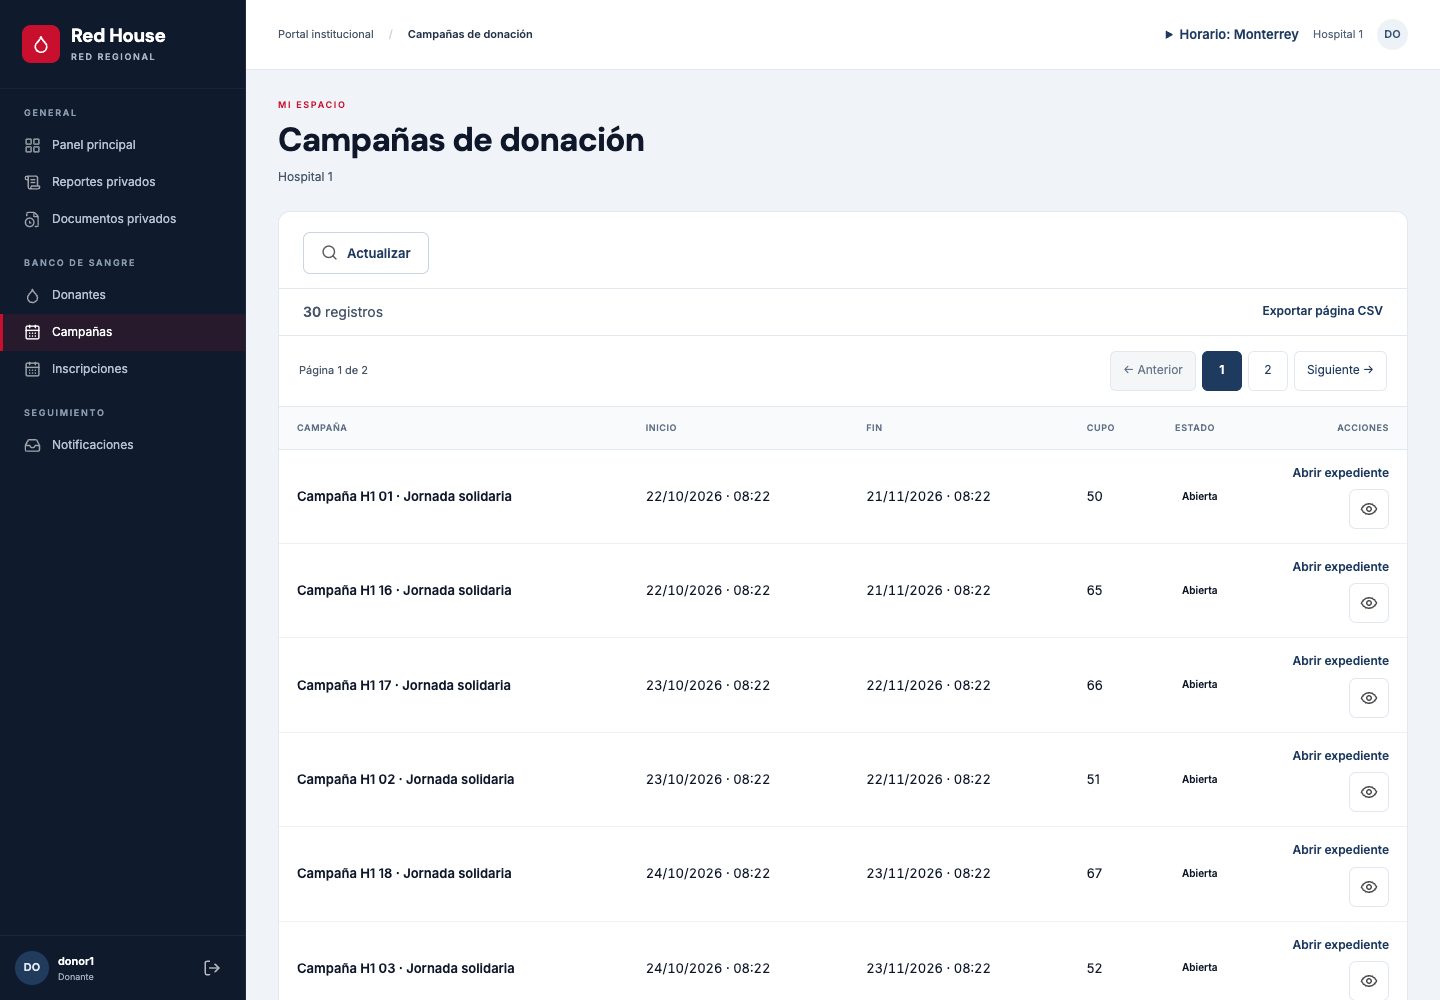 Red House
RED REGIONAL
GENERAL
Panel principal
Reportes privados
Documentos privados
BANCO DE SANGRE
Donantes
Campañas
Inscripciones
SEGUIMIENTO
Notificaciones
DO
donor1
Donante
Portal institucional / Campañas de donación
▶ Horario: Monterrey
Hospital 1
DO
MI ESPACIO
Campañas de donación
Hospital 1
Actualizar
30 registros
Exportar página CSV
Página 1 de 2
← Anterior 1 2 Siguiente →
CAMPAÑA INICIO FIN CUPO ESTADO ACCIONES
Abrir expediente
Campaña H1 01 · Jornada solidaria 22/10/2026 · 08:22 21/11/2026 · 08:22 50 Abierta
Abrir expediente
Campaña H1 16 · Jornada solidaria 22/10/2026 · 08:22 21/11/2026 · 08:22 65 Abierta
Abrir expediente
Campaña H1 17 · Jornada solidaria 23/10/2026 · 08:22 22/11/2026 · 08:22 66 Abierta
Abrir expediente
Campaña H1 02 · Jornada solidaria 23/10/2026 · 08:22 22/11/2026 · 08:22 51 Abierta
Abrir expediente
Campaña H1 18 · Jornada solidaria 24/10/2026 · 08:22 23/11/2026 · 08:22 67 Abierta
Abrir expediente
Campaña H1 03 · Jornada solidaria 24/10/2026 · 08:22 23/11/2026 · 08:22 52 Abierta